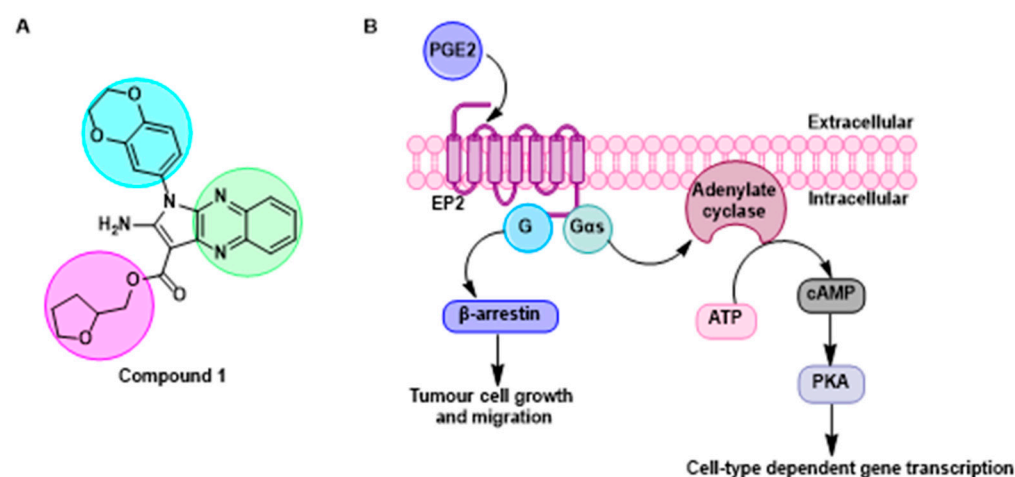 A
O
O
N
N
N
H₂N
O
O
O
Compound 1
B
PGE2
Extracellular
Intracellular
EP2
Adenylate
cyclase
G
Gαs
β-arrestin
ATP
cAMP
PKA
Tumour cell growth
and migration
Cell-type dependent gene transcription